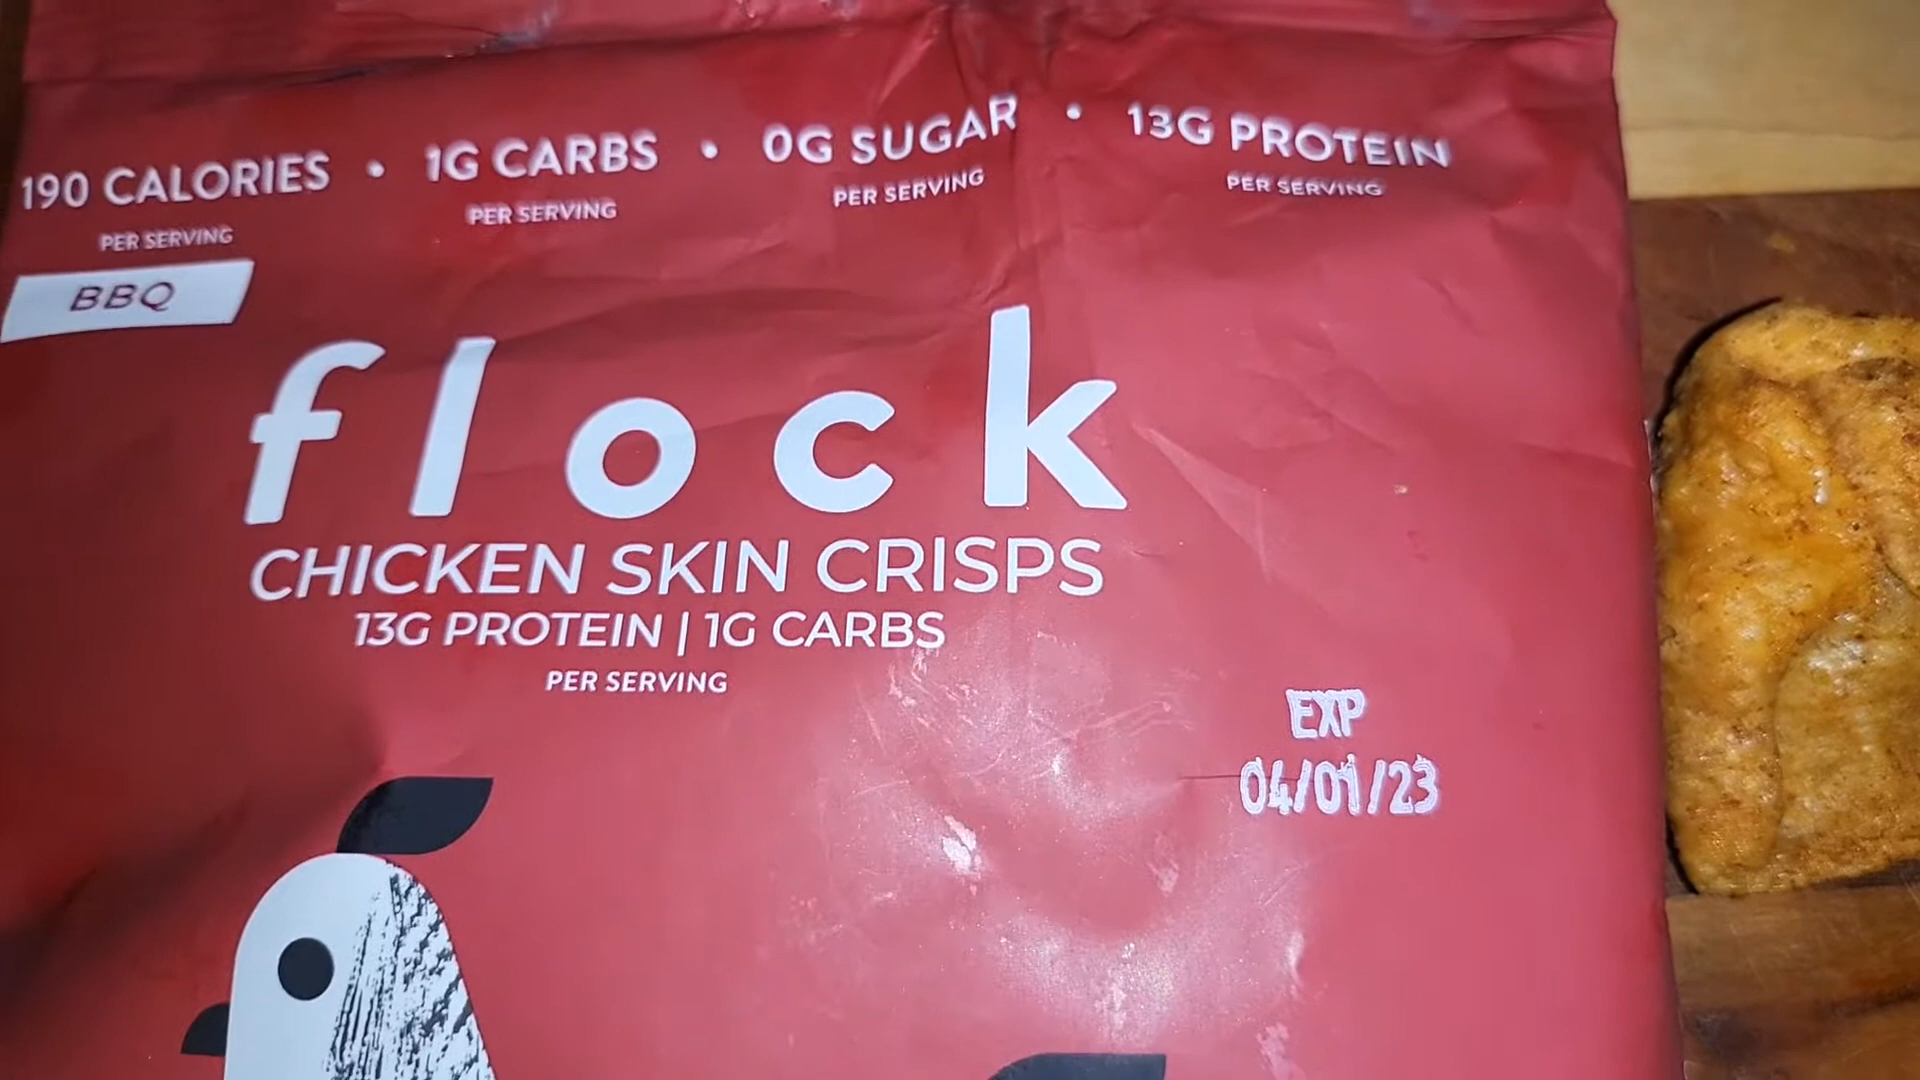 190 CALORIES • 1G CARBS • 0G SUGAR • 13G PROTEIN
PER SERVING PER SERVING PER SERVING PER SERVING
BBQ
flock
CHICKEN SKIN CRISPS
13G PROTEIN | 1G CARBS
PER SERVING
EXP
04/01/23